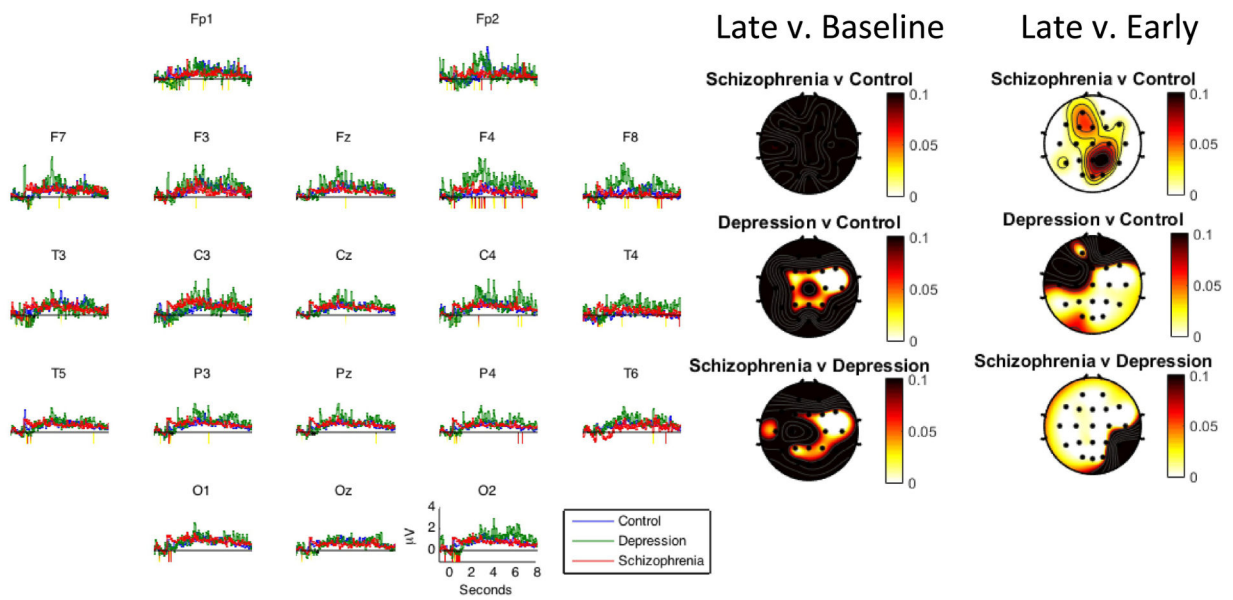 Late v. Baseline
Late v. Early
Fp1
Fp2
F7
F3
Fz
F4
F8
T3
C3
Cz
C4
T4
T5
P3
Pz
P4
T6
O1
Oz
O2
4
2
0
μV
0 2 4 6 8
Seconds
Control
Depression
Schizophrenia
Schizophrenia v Control
0.1
0.05
0
Depression v Control
0.1
0.05
0
Schizophrenia v Depression
0.1
0.05
0
Schizophrenia v Control
0.1
0.05
0
Depression v Control
0.1
0.05
0
Schizophrenia v Depression
0.1
0.05
0